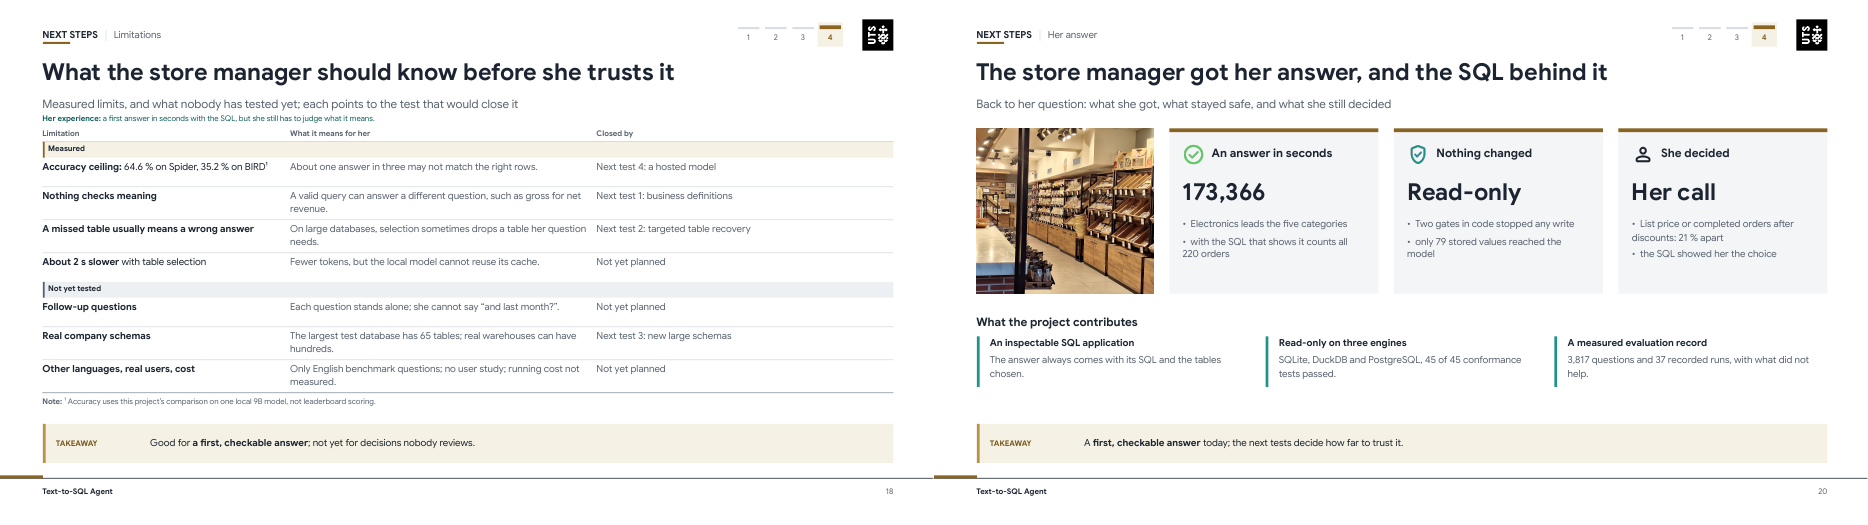 NEXT STEPS | Limitations
1 2 3 4
UTS
What the store manager should know before she trusts it
Measured limits, and what nobody has tested yet; each points to the test that would close it
Her experience: a first answer in seconds with the SQL, but she still has to judge what it means.
Limitation What it means for her Closed by
Measured
Accuracy ceiling: 64.6 % on Spider, 35.2 % on BIRD¹ About one answer in three may not match the right rows. Next test 4: a hosted model
Nothing checks meaning A valid query can answer a different question, such as gross for net Next test 1: business definitions
revenue.
A missed table usually means a wrong answer On large databases, selection sometimes drops a table her question Next test 2: targeted table recovery
needs.
About 2 s slower with table selection Fewer tokens, but the local model cannot reuse its cache. Not yet planned
Not yet tested
Follow-up questions Each question stands alone; she cannot say “and last month?”. Not yet planned
Real company schemas The largest test database has 65 tables; real warehouses can have Next test 3: new large schemas
hundreds.
Other languages, real users, cost Only English benchmark questions; no user study; running cost not Not yet planned
measured.
Note: ¹ Accuracy uses this project’s comparison on one local 9B model, not leaderboard scoring.
TAKEAWAY Good for a first, checkable answer; not yet for decisions nobody reviews.
Text-to-SQL Agent 18
NEXT STEPS | Her answer
1 2 3 4
UTS
The store manager got her answer, and the SQL behind it
Back to her question: what she got, what stayed safe, and what she still decided
An answer in seconds
173,366
• Electronics leads the five categories
• with the SQL that shows it counts all
220 orders
Nothing changed
Read-only
• Two gates in code stopped any write
• only 79 stored values reached the
model
She decided
Her call
• List price or completed orders after
discounts: 21 % apart
• the SQL showed her the choice
What the project contributes
An inspectable SQL application
The answer always comes with its SQL and the tables
chosen.
Read-only on three engines
SQLite, DuckDB and PostgreSQL, 45 of 45 conformance
tests passed.
A measured evaluation record
3,817 questions and 37 recorded runs, with what did not
help.
TAKEAWAY A first, checkable answer today; the next tests decide how far to trust it.
Text-to-SQL Agent 20